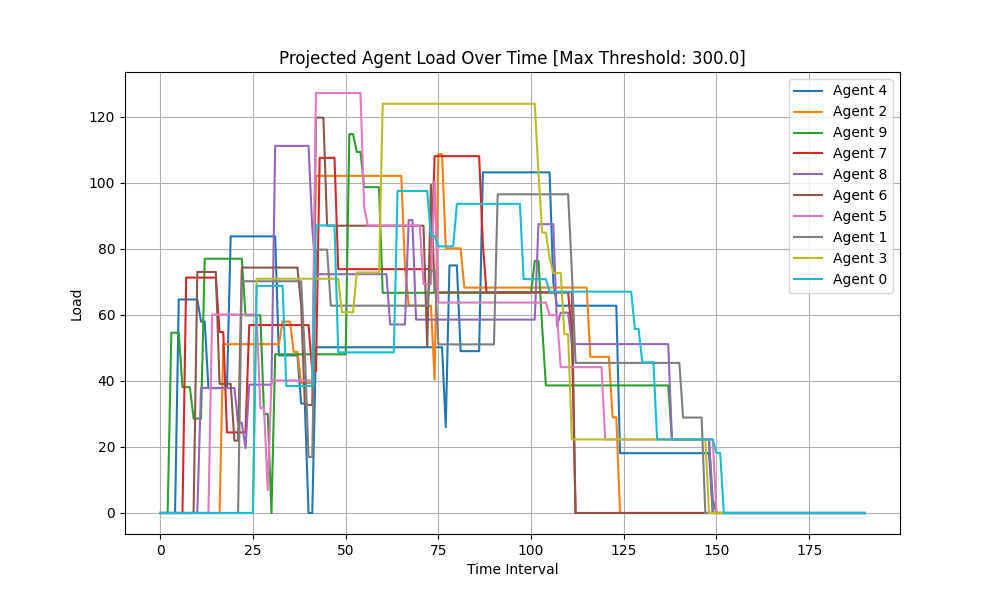 Projected Agent Load Over Time [Max Threshold: 300.0]
Load
120
100
80
60
40
20
0
0
25
50
75
100
125
150
175
Time Interval
Agent 4
Agent 2
Agent 9
Agent 7
Agent 8
Agent 6
Agent 5
Agent 1
Agent 3
Agent 0